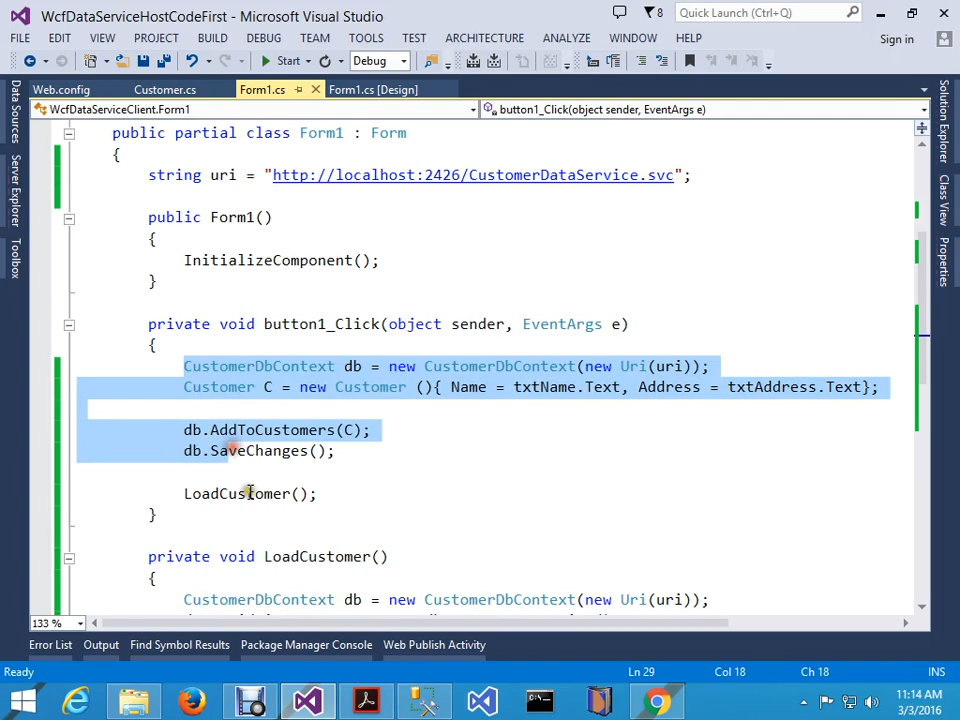 WcfDataServiceHostCodeFirst - Microsoft Visual Studio
8
Quick Launch (Ctrl+Q)
FILE EDIT VIEW PROJECT BUILD DEBUG TEAM TOOLS TEST ARCHITECTURE ANALYZE WINDOW HELP
Sign in
Start
Debug
Web.config Customer.cs Form1.cs Form1.cs [Design]
WcfDataServiceClient.Form1
button1_Click(object sender, EventArgs e)
Data Sources
Server Explorer
Toolbox
public partial class Form1 : Form
{
string uri = "http://localhost:2426/CustomerDataService.svc";
public Form1()
{
InitializeComponent();
}
private void button1_Click(object sender, EventArgs e)
{
CustomerDbContext db = new CustomerDbContext(new Uri(uri));
Customer C = new Customer (){ Name = txtName.Text, Address = txtAddress.Text};
db.AddToCustomers(C);
db.SaveChanges();
LoadCustomer();
}
private void LoadCustomer()
{
CustomerDbContext db = new CustomerDbContext(new Uri(uri));
Solution Explorer
Class View
Properties
133 %
Error List Output Find Symbol Results Package Manager Console Web Publish Activity
Ready
Ln 29 Col 18 Ch 18 INS
11:14 AM
3/3/2016